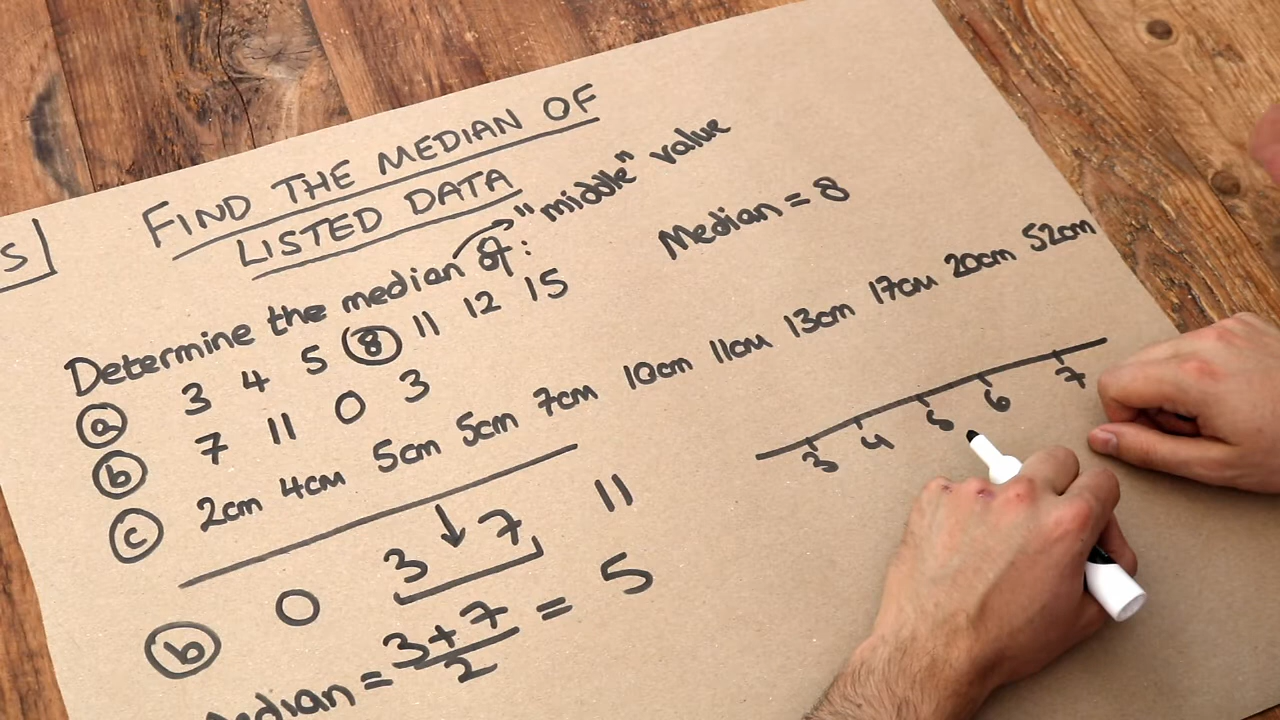 S
FIND THE MEDIAN OF
LISTED DATA
"middle" value
Determine the median of:
a 3 4 5 8 11 12 15 Median = 8
b 7 11 0 3
c 2cm 4cm 5cm 5cm 7cm 10cm 11cm 13cm 17cm 20cm 52cm
3 4 5 6 7
b 0 3 ↓ 7 11
Median = 3+7/2 = 5